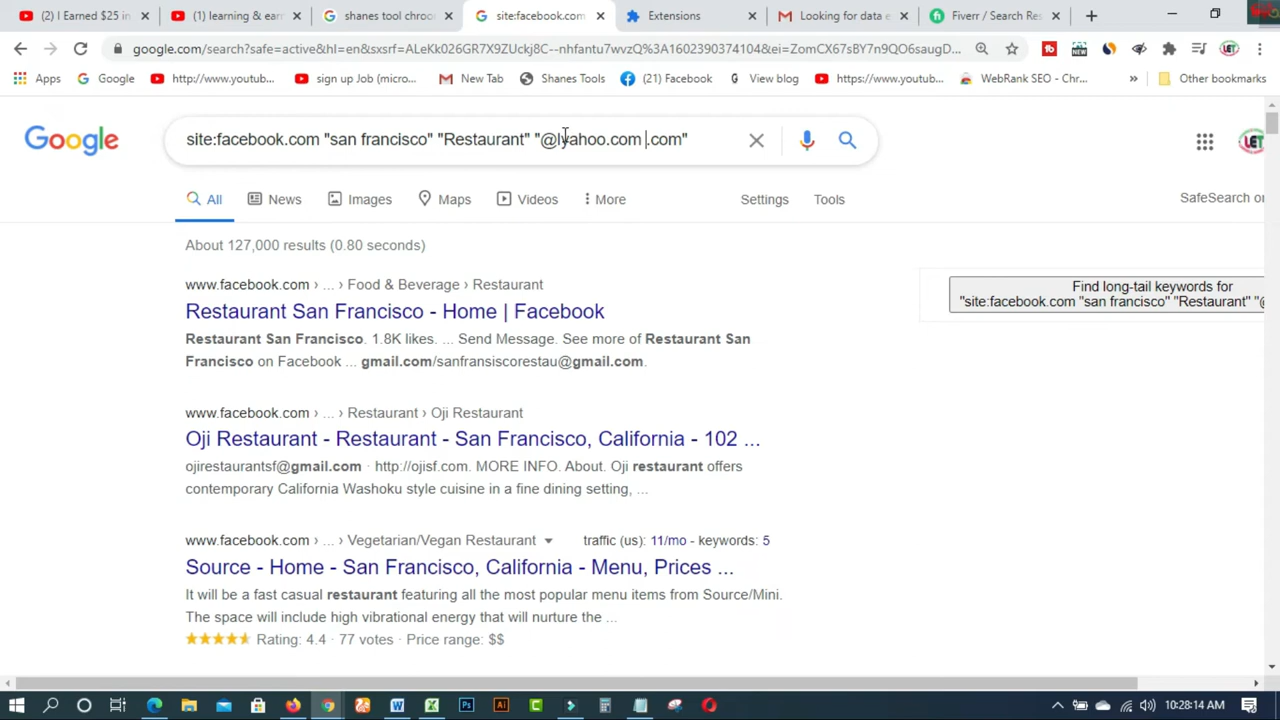 (2) I Earned $25 in
(1) learning & ear
shanes tool chroc
site:facebook.com
Extensions
Looking for data e
Fiverr / Search Res
google.com/search?safe=active&hl=en&sxsrf=ALeKk026GR7X9ZUckj8C--nhfantu7wvzQ%3A1602390374104&ei=ZomCX67sBY7n9QO6saugD...
Apps
Google
http://www.youtub...
sign up Job (micro...
New Tab
Shanes Tools
(21) Facebook
View blog
https://www.youtub...
WebRank SEO - Chr...
Other bookmarks
Google
site:facebook.com "san francisco" "Restaurant" "@lyahoo.com .com"
All
News
Images
Maps
Videos
More
Settings
Tools
SafeSearch on
About 127,000 results (0.80 seconds)
www.facebook.com › ... › Food & Beverage › Restaurant
Restaurant San Francisco - Home | Facebook
Restaurant San Francisco. 1.8K likes. ... Send Message. See more of Restaurant San
Francisco on Facebook ... gmail.com/sanfransiscorestau@gmail.com.
Find long-tail keywords for
"site:facebook.com "san francisco" "Restaurant" "@
www.facebook.com › ... › Restaurant › Oji Restaurant
Oji Restaurant - Restaurant - San Francisco, California - 102 ...
ojirestaurantsf@gmail.com · http://ojisf.com. MORE INFO. About. Oji restaurant offers
contemporary California Washoku style cuisine in a fine dining setting, ...
www.facebook.com › ... › Vegetarian/Vegan Restaurant
traffic (us): 11/mo - keywords: 5
Source - Home - San Francisco, California - Menu, Prices ...
It will be a fast casual restaurant featuring all the most popular menu items from Source/Mini.
The space will include high vibrational energy that will nurture the ...
Rating: 4.4 · 77 votes · Price range: $$
10:28:14 AM